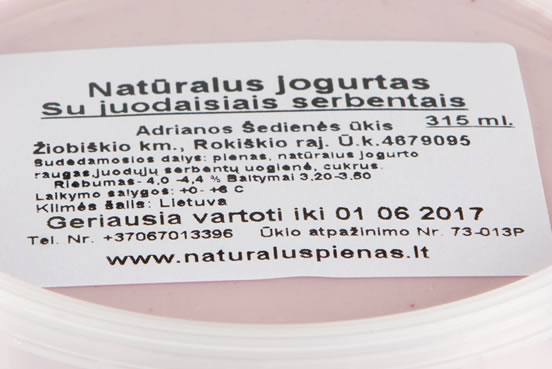 Natūralus Jogurtas
Su juodaisiais serbentais
315 ml.
Adrianos Šedienės ūkis
Žiobiškio km., Rokiškio raj. Ū.k.4679095
Sudedamosios dalys: pienas, natūralus jogurto
raugas,juodųjų serbentų uogienė, cukrus.
Riebumas- 4,0 -4,4 % Baltymai 3,20-3,50
Laikymo sąlygos: +0- +6 C
Kilmės šalis: Lietuva
Geriausia vartoti iki 01 06 2017
Tel. Nr. +37067013396 Ūkio atpažinimo Nr. 73-013P
www.naturaluspienas.lt